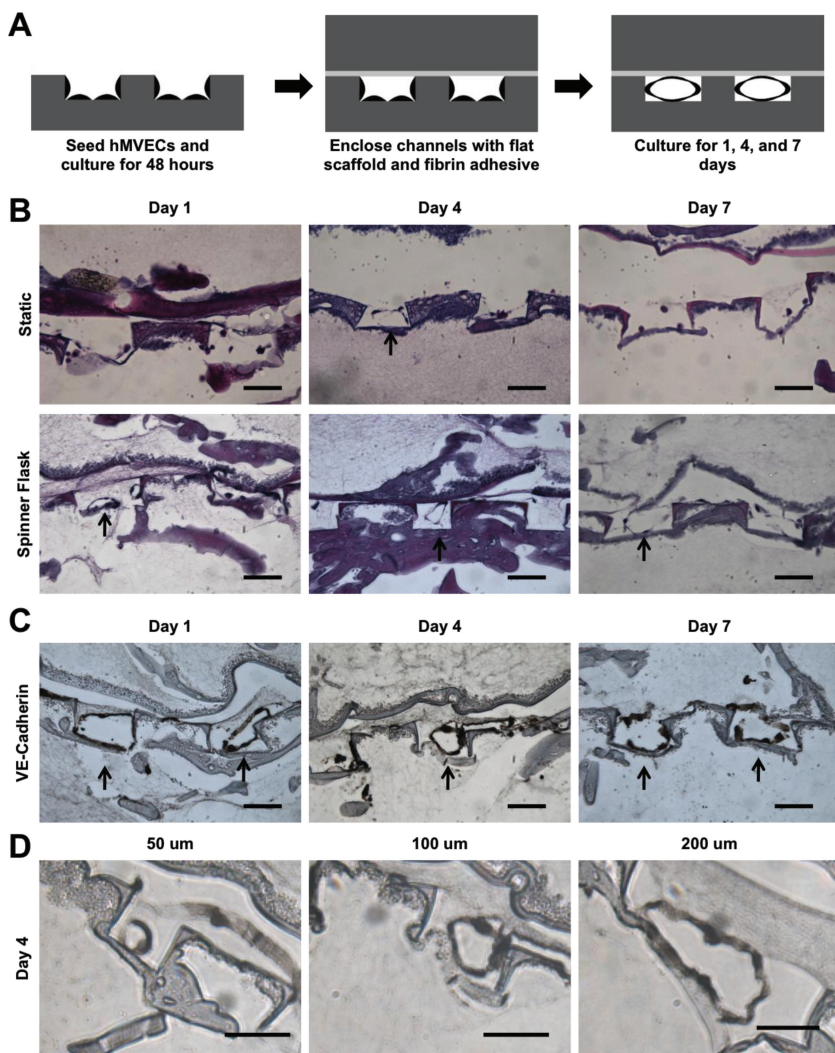 A
Seed hMVECs and
culture for 48 hours
Enclose channels with flat
scaffold and fibrin adhesive
Culture for 1, 4, and 7
days
B
Day 1
Day 4
Day 7
Static
Spinner Flask
C
Day 1
Day 4
Day 7
VE-Cadherin
D
50 um
100 um
200 um
Day 4